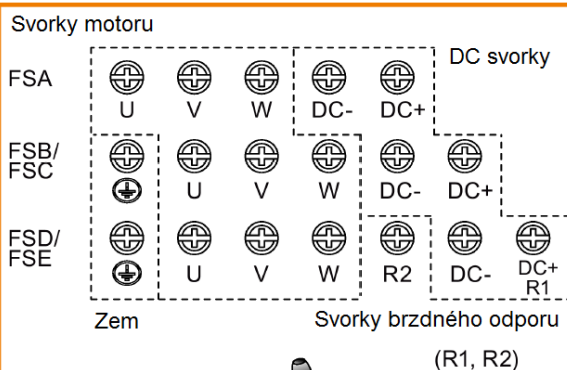 Svorky motoru
DC svorky
FSA
U V W DC- DC+
FSB/
FSC
U V W DC- DC+
FSD/
FSE
U V W R2 DC- DC+
R1
Zem
Svorky brzdného odporu
(R1, R2)